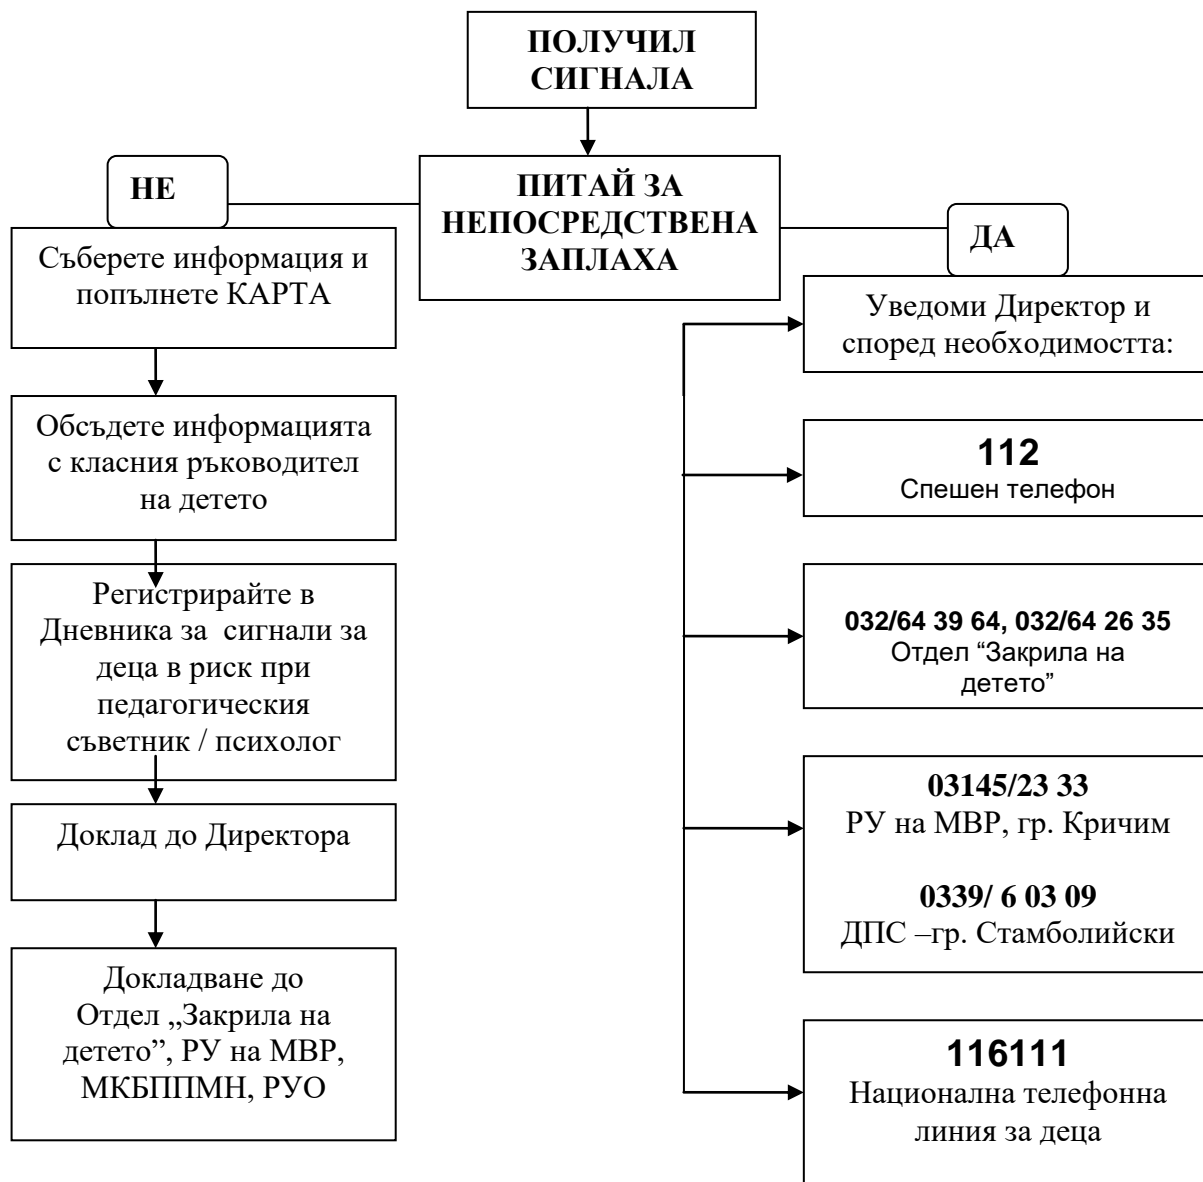 ПОЛУЧИЛ
СИГНАЛА
ПИТАЙ ЗА
НЕПОСРЕДСТВЕНА
ЗАПЛАХА
НЕ
Съберете информация и
попълнете КАРТА
Обсъдете информацията
с класния ръководител
на детето
Регистрирайте в
Дневника за сигнали за
деца в риск при
педагогическия
съветник / психолог
Доклад до Директора
Докладване до
Отдел „Закрила на
детето”, РУ на МВР,
МКБППМН, РУО
ДА
Уведоми Директор и
според необходимостта:
112
Спешен телефон
032/64 39 64, 032/64 26 35
Отдел “Закрила на
детето”
03145/23 33
РУ на МВР, гр. Кричим
0339/ 6 03 09
ДПС –гр. Стамболийски
116111
Национална телефонна
линия за деца